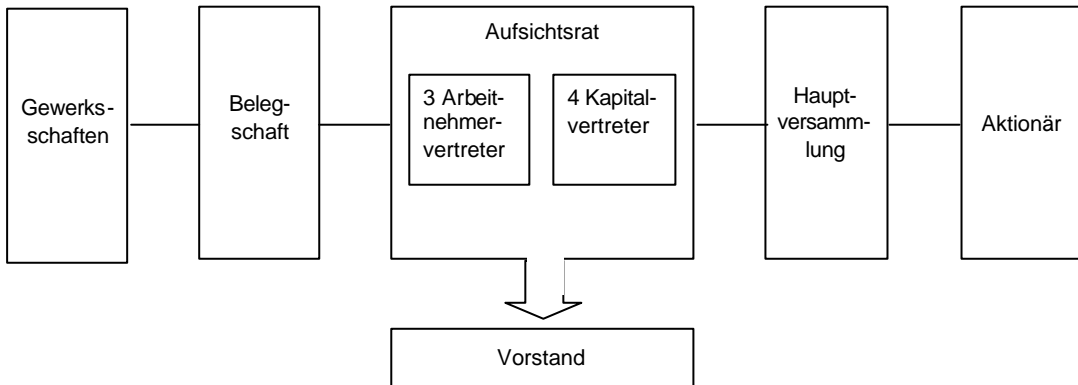 Gewerks-
schaften
Beleg-
schaft
Aufsichtsrat
3 Arbeit-
nehmer-
vertreter
4 Kapital-
vertreter
Haupt-
versamm-
lung
Aktionär
Vorstand